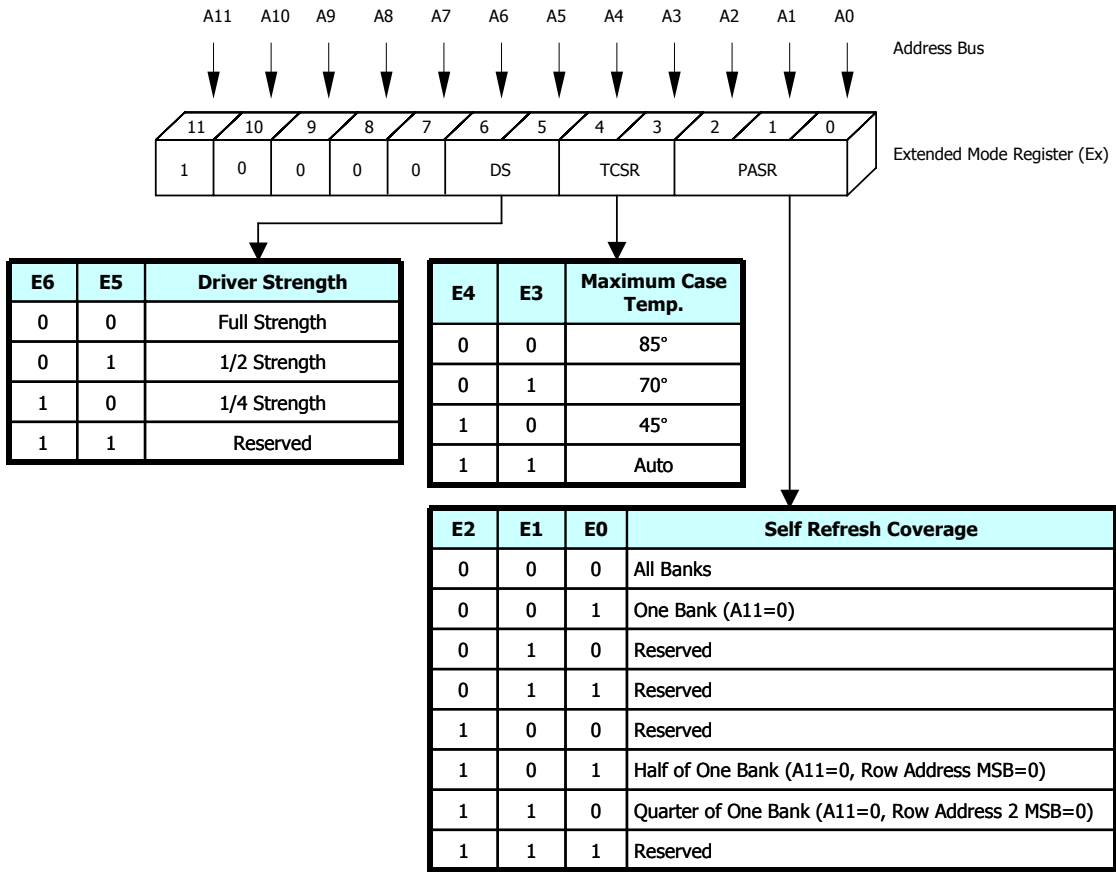 A11 A10 A9 A8 A7 A6 A5 A4 A3 A2 A1 A0
Address Bus
11 10 9 8 7 6 5 4 3 2 1 0
1 0 0 0 0 DS TCSR PASR
Extended Mode Register (Ex)
E6 E5 Driver Strength
0 0 Full Strength
0 1 1/2 Strength
1 0 1/4 Strength
1 1 Reserved
E4 E3 Maximum Case
Temp.
0 0 85°
0 1 70°
1 0 45°
1 1 Auto
E2 E1 E0 Self Refresh Coverage
0 0 0 All Banks
0 0 1 One Bank (A11=0)
0 1 0 Reserved
0 1 1 Reserved
1 0 0 Reserved
1 0 1 Half of One Bank (A11=0, Row Address MSB=0)
1 1 0 Quarter of One Bank (A11=0, Row Address 2 MSB=0)
1 1 1 Reserved